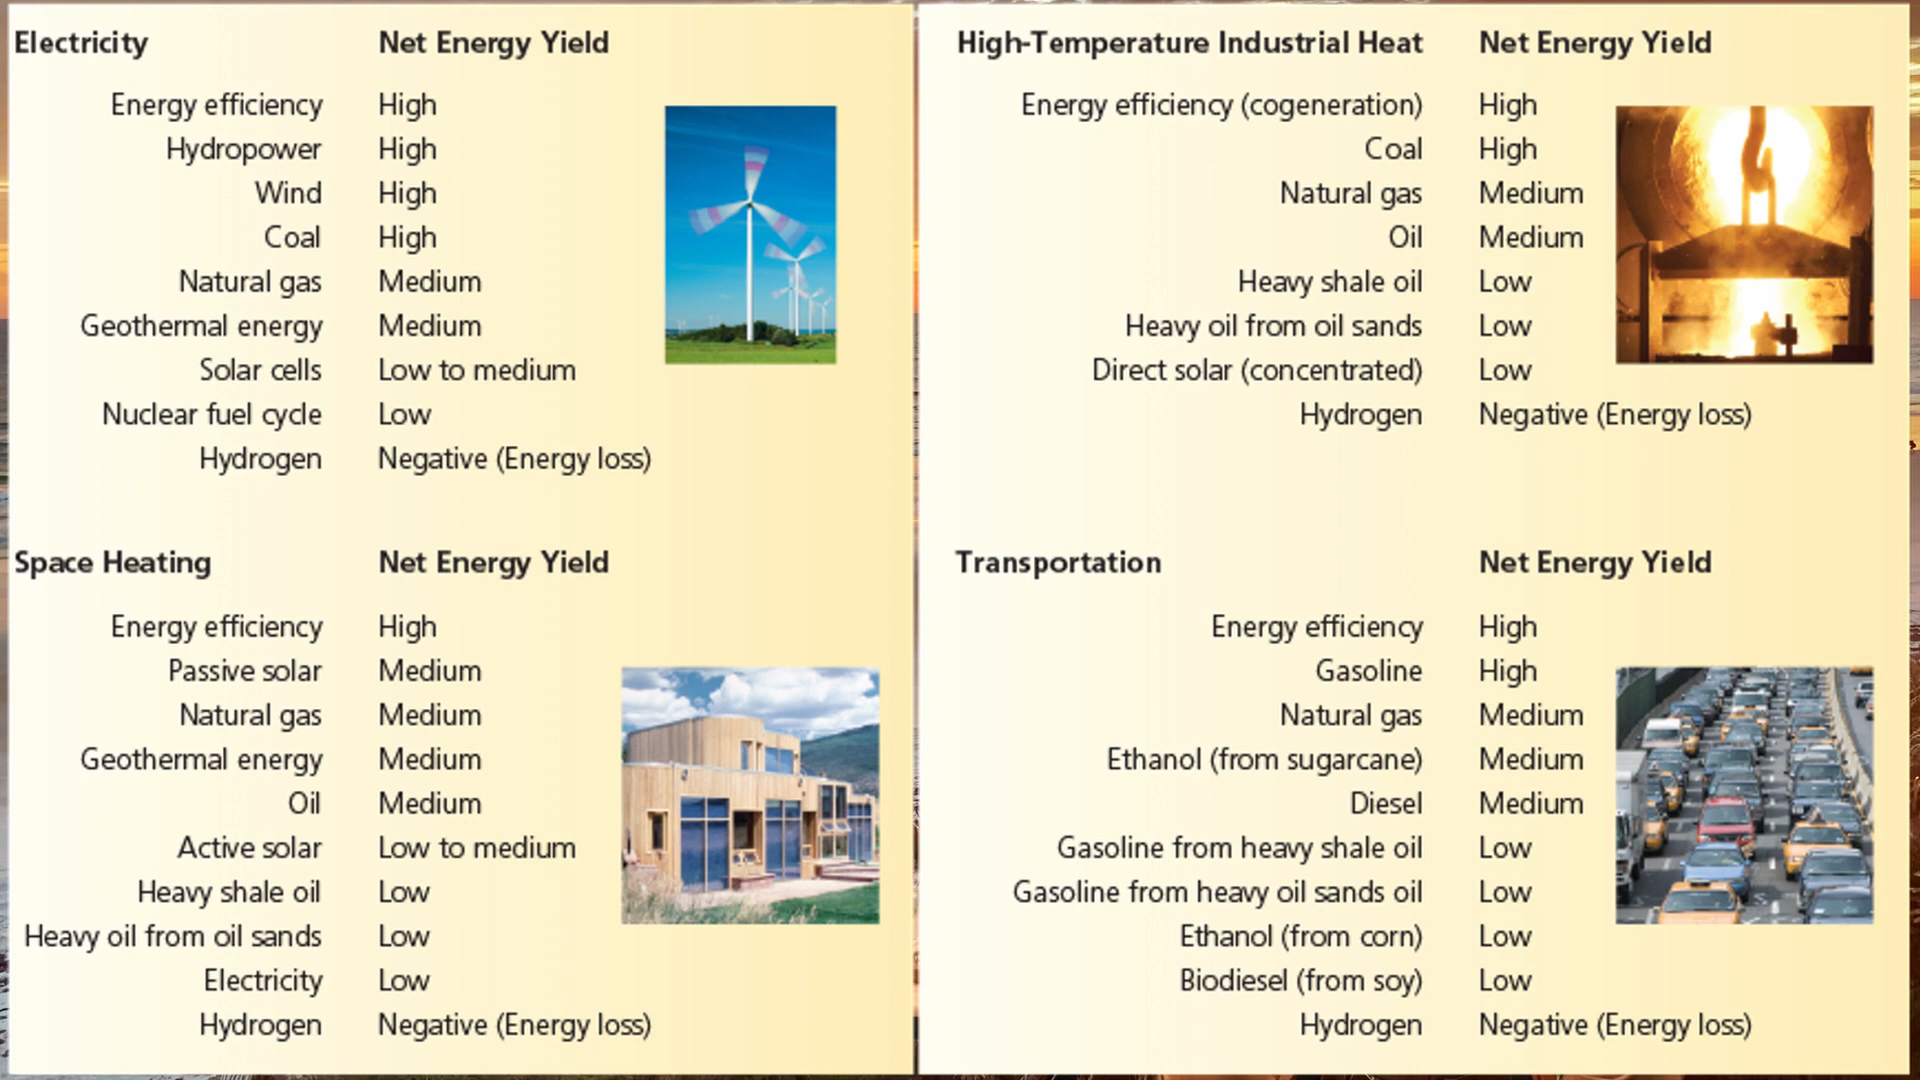 Electricity Net Energy Yield
Energy efficiency High
Hydropower High
Wind High
Coal High
Natural gas Medium
Geothermal energy Medium
Solar cells Low to medium
Nuclear fuel cycle Low
Hydrogen Negative (Energy loss)
Space Heating Net Energy Yield
Energy efficiency High
Passive solar Medium
Natural gas Medium
Geothermal energy Medium
Oil Medium
Active solar Low to medium
Heavy shale oil Low
Heavy oil from oil sands Low
Electricity Low
Hydrogen Negative (Energy loss)
High-Temperature Industrial Heat Net Energy Yield
Energy efficiency (cogeneration) High
Coal High
Natural gas Medium
Oil Medium
Heavy shale oil Low
Heavy oil from oil sands Low
Direct solar (concentrated) Low
Hydrogen Negative (Energy loss)
Transportation Net Energy Yield
Energy efficiency High
Gasoline High
Natural gas Medium
Ethanol (from sugarcane) Medium
Diesel Medium
Gasoline from heavy shale oil Low
Gasoline from heavy oil sands oil Low
Ethanol (from corn) Low
Biodiesel (from soy) Low
Hydrogen Negative (Energy loss)